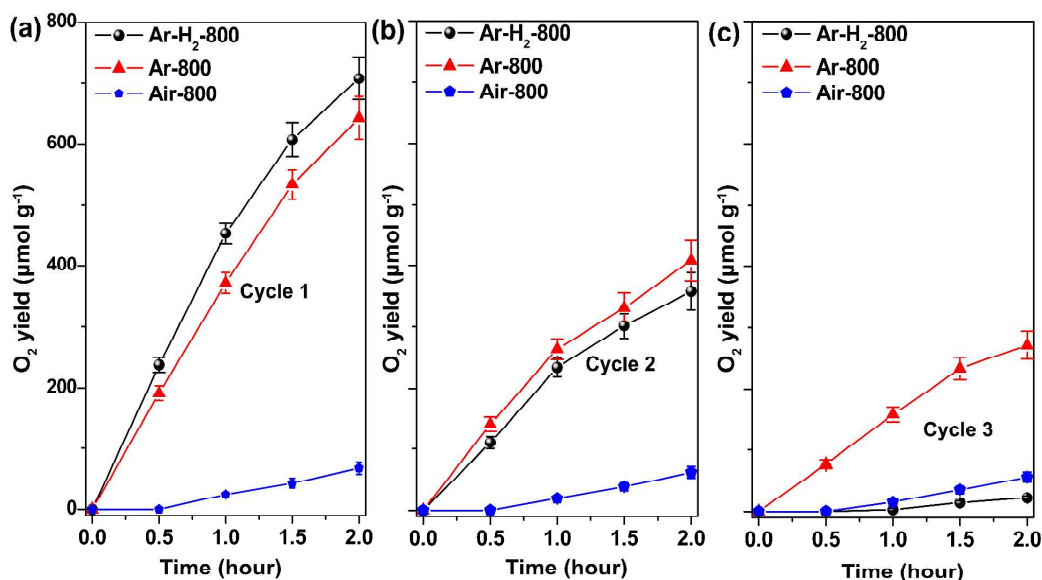 (a)
Ar-H₂-800
Ar-800
Air-800
Cycle 1
O₂ yield (μmol g⁻¹)
800
600
400
200
0
0.0 0.5 1.0 1.5 2.0
Time (hour)
(b)
Ar-H₂-800
Ar-800
Air-800
Cycle 2
O₂ yield (μmol g⁻¹)
0.0 0.5 1.0 1.5 2.0
Time (hour)
(c)
Ar-H₂-800
Ar-800
Air-800
Cycle 3
O₂ yield (μmol g⁻¹)
0.0 0.5 1.0 1.5 2.0
Time (hour)